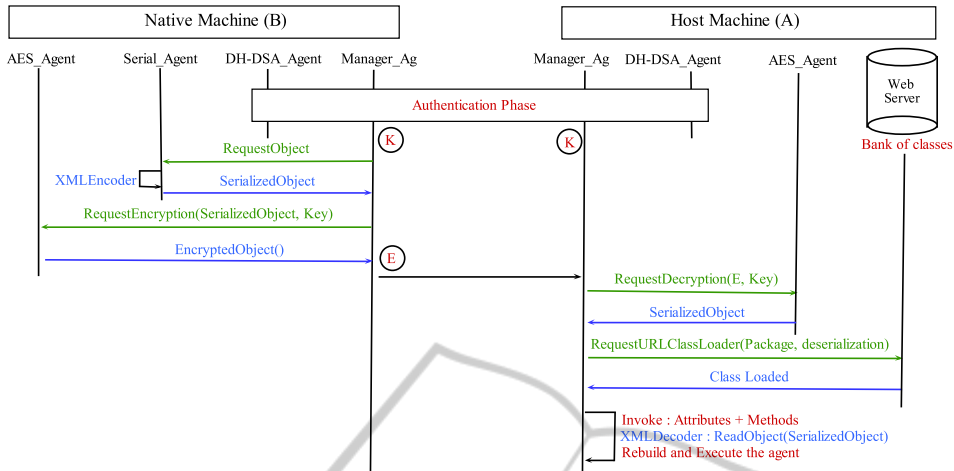 Native Machine (B)
Host Machine (A)
AES_Agent
Serial_Agent
DH-DSA_Agent
Manager_Ag
Manager_Ag
DH-DSA_Agent
AES_Agent
Web
Server
Authentication Phase
Bank of classes
K
K
RequestObject
XMLEncoder
SerializedObject
RequestEncryption(SerializedObject, Key)
EncryptedObject()
E
RequestDecryption(E, Key)
SerializedObject
RequestURLClassLoader(Package, deserialization)
Class Loaded
Invoke : Attributes + Methods
XMLDecoder : ReadObject(SerializedObject)
Rebuild and Execute the agent